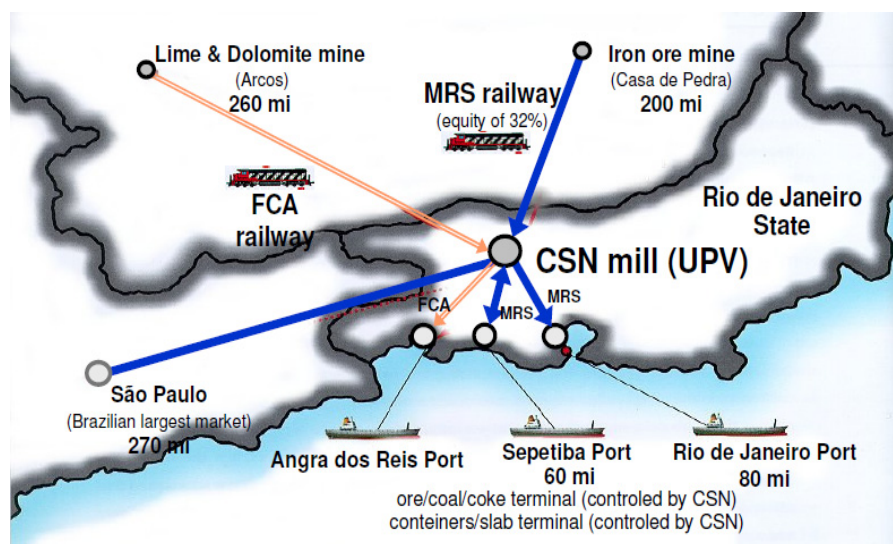 Lime & Dolomite mine
(Arcos)
260 mi
Iron ore mine
(Casa de Pedra)
200 mi
MRS railway
(equity of 32%)
FCA
railway
Rio de Janeiro
State
CSN mill (UPV)
FCA
MRS
MRS
São Paulo
(Brazilian largest market)
270 mi
Angra dos Reis Port
Sepetiba Port
60 mi
Rio de Janeiro Port
80 mi
ore/coal/coke terminal (controled by CSN)
conteiners/slab terminal (controled by CSN)